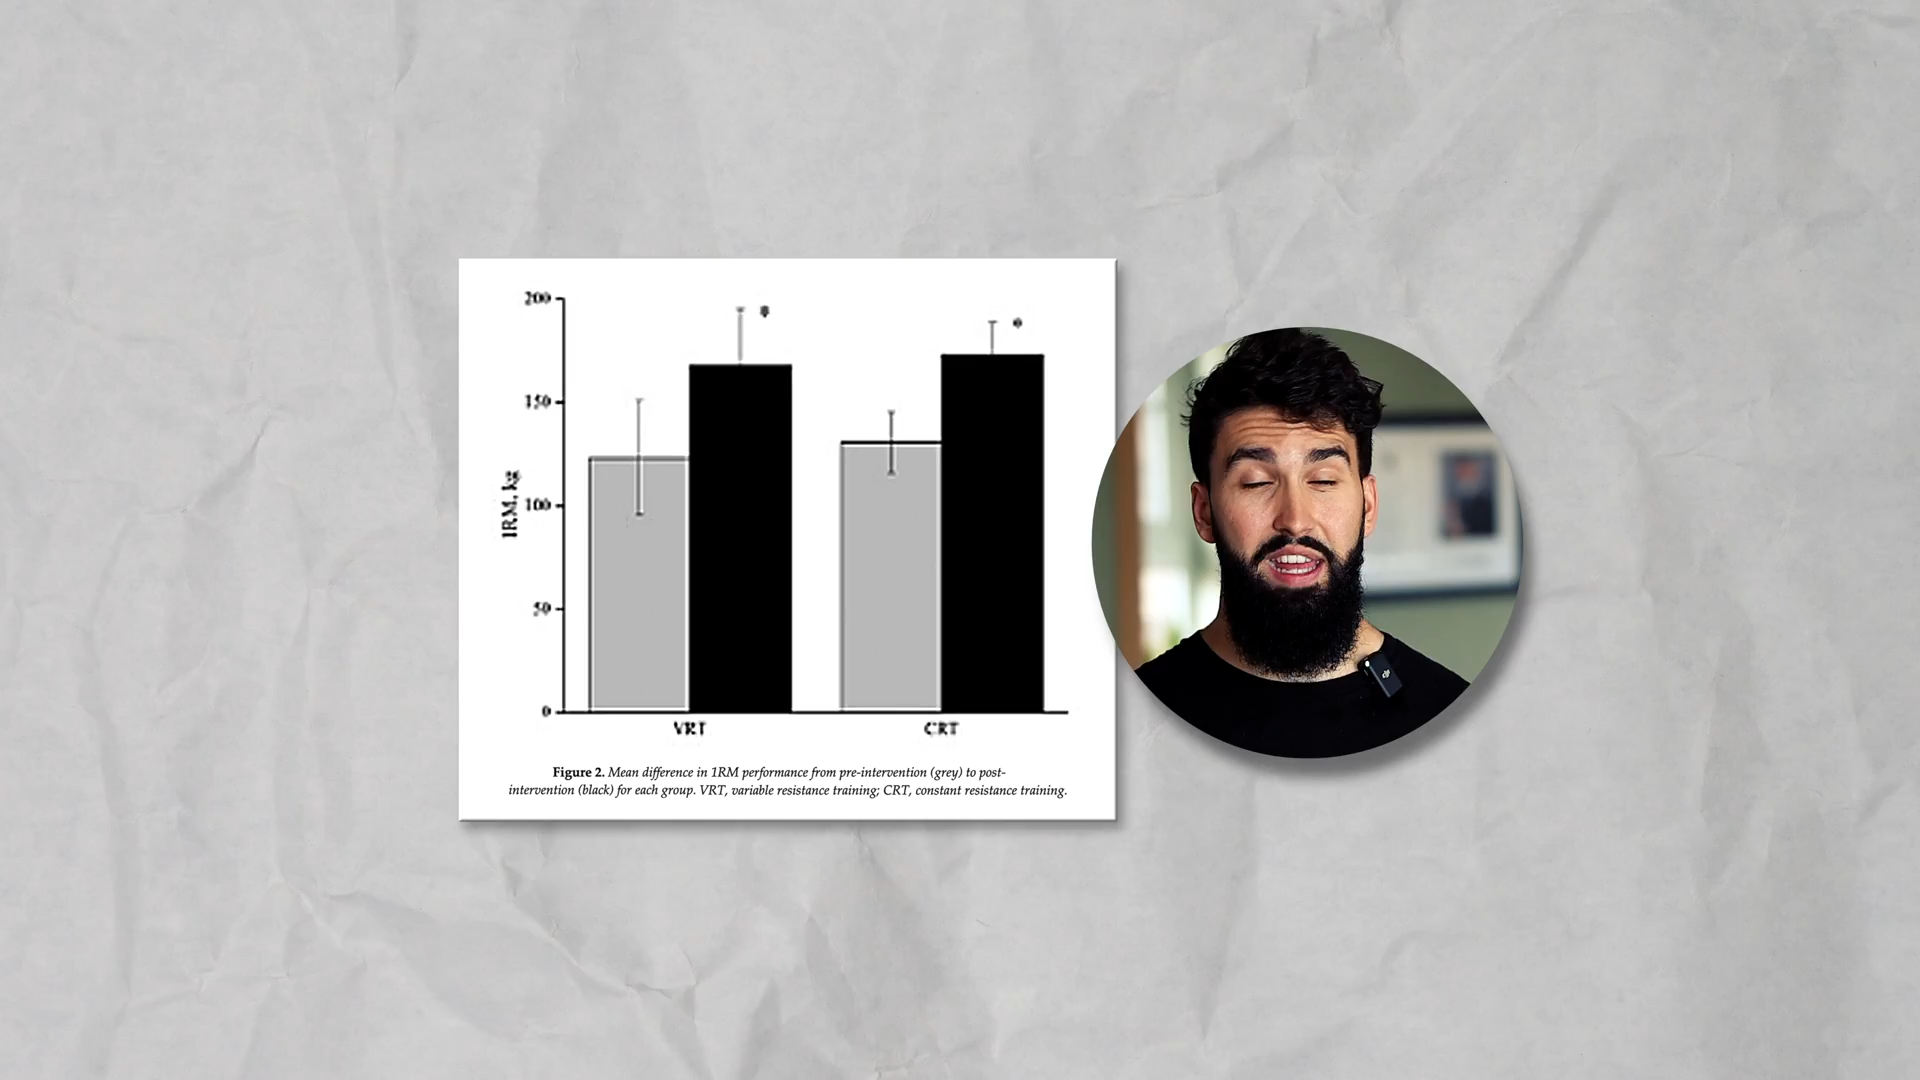 200
150
1RM, kg
100
50
0
VRT
CRT
Figure 2. Mean difference in 1RM performance from pre-intervention (grey) to post-
intervention (black) for each group. VRT, variable resistance training; CRT, constant resistance training.